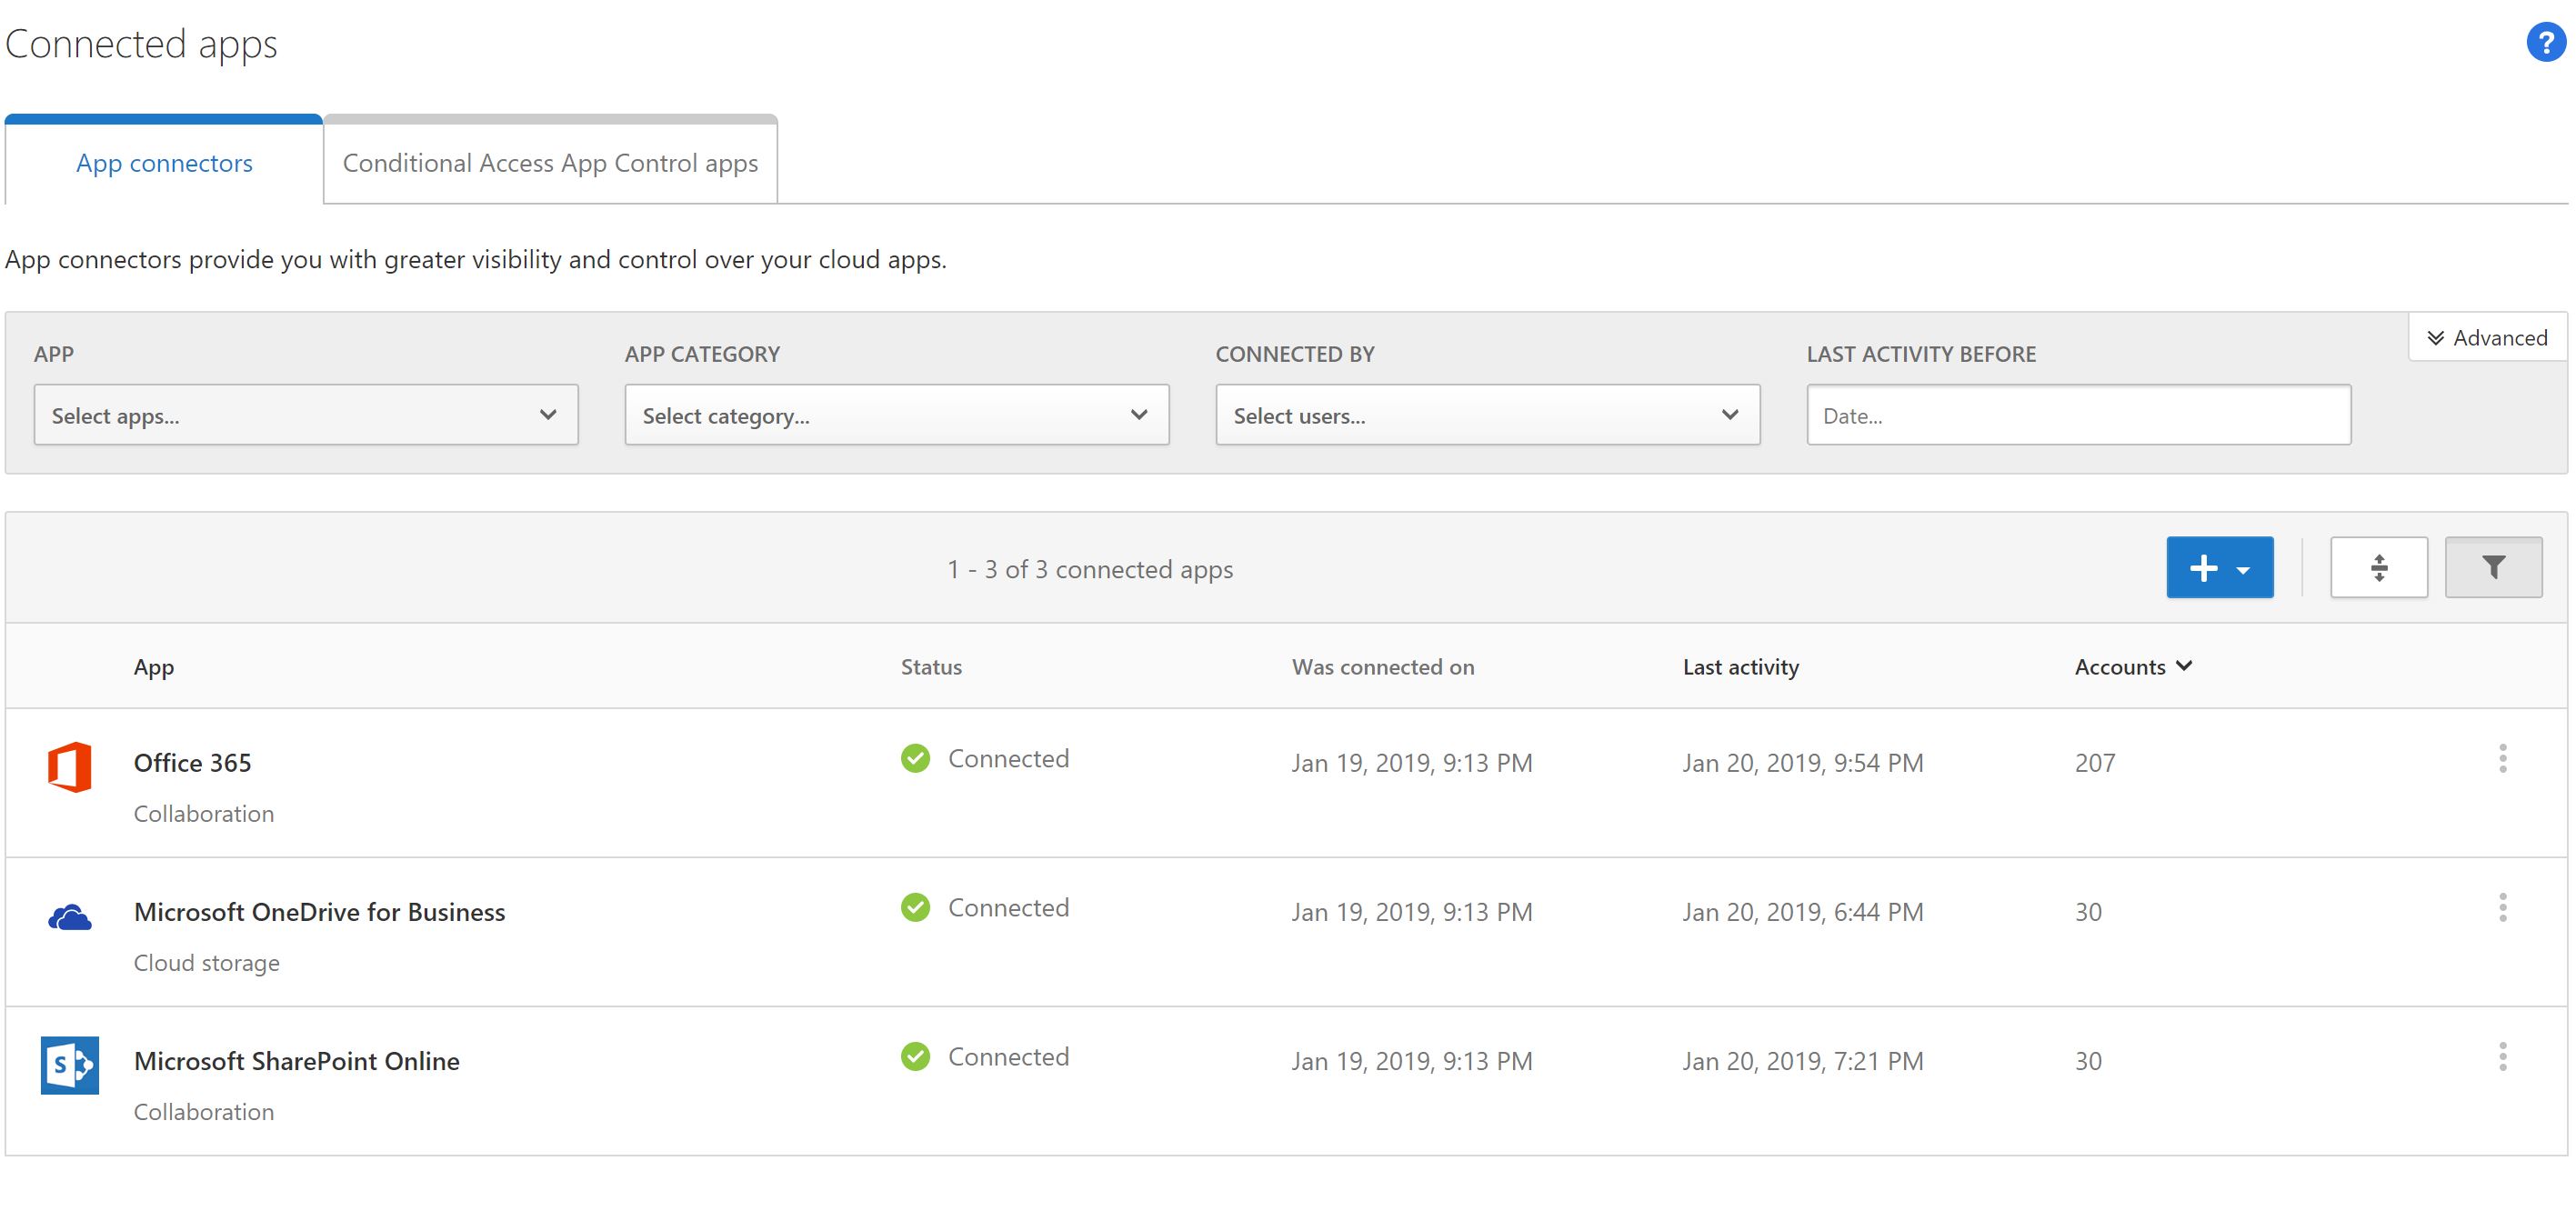 Connected apps
?
App connectors
Conditional Access App Control apps
App connectors provide you with greater visibility and control over your cloud apps.
Advanced
APP
APP CATEGORY
CONNECTED BY
LAST ACTIVITY BEFORE
Select apps...
Select category...
Select users...
Date...
1 - 3 of 3 connected apps
App
Status
Was connected on
Last activity
Accounts
Office 365
Connected
Jan 19, 2019, 9:13 PM
Jan 20, 2019, 9:54 PM
207
Collaboration
Microsoft OneDrive for Business
Connected
Jan 19, 2019, 9:13 PM
Jan 20, 2019, 6:44 PM
30
Cloud storage
S
Microsoft SharePoint Online
Connected
Jan 19, 2019, 9:13 PM
Jan 20, 2019, 7:21 PM
30
Collaboration